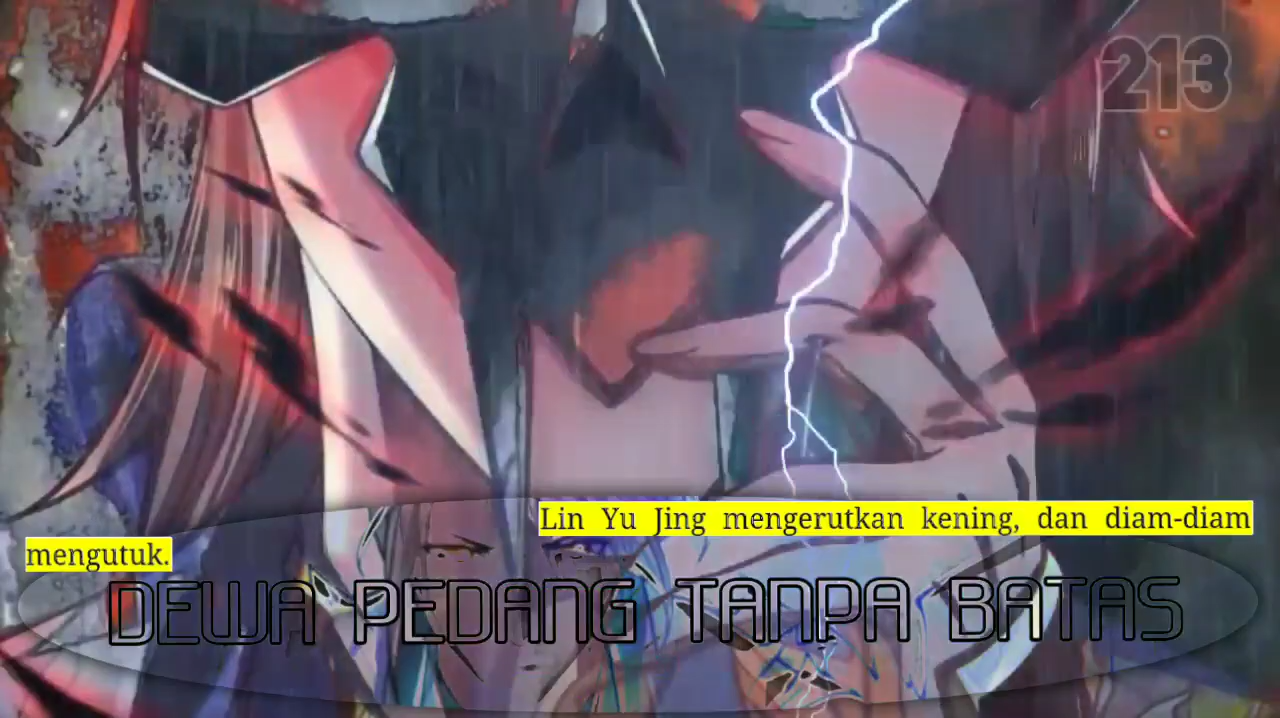 213
Lin Yu Jing mengerutkan kening, dan diam-diam
mengutuk.
DEWA PEDANG TANPA BATAS